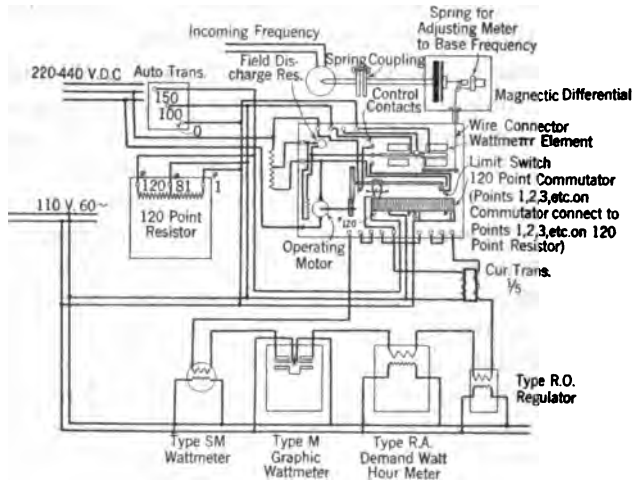 Incoming Frequency
Spring for
Adjusting Meter
to Base Frequency
Field Dis-
charge Res.
Spring Coupling
220-440 V.D.C
Auto Trans.
150
100
0
Control
Contacts
Magnectic Differential
Wire Connector
Wattmetrr Element
Limit Switch
120 Point Commutator
(Points 1,2,3,etc.on
Commutator connect to
Points 1,2,3,etc.on 120
Point Resistor)
120
81
1
120 Point
Resistor
110 V. 60~
"120
Operating
Motor
Cur.Trans.
1/5
Type R.O.
Regulator
Type SM
Wattmeter
Type M
Graphic
Wattmeter
Type R.A.
Demand Watt
Hour Meter